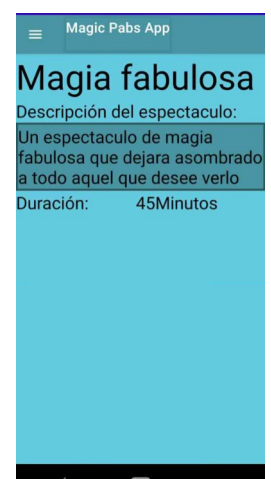 Magic Pabs App
Magia fabulosa
Descripción del espectaculo:
Un espectaculo de magia
fabulosa que dejara asombrado
a todo aquel que desee verlo
Duración: 45Minutos